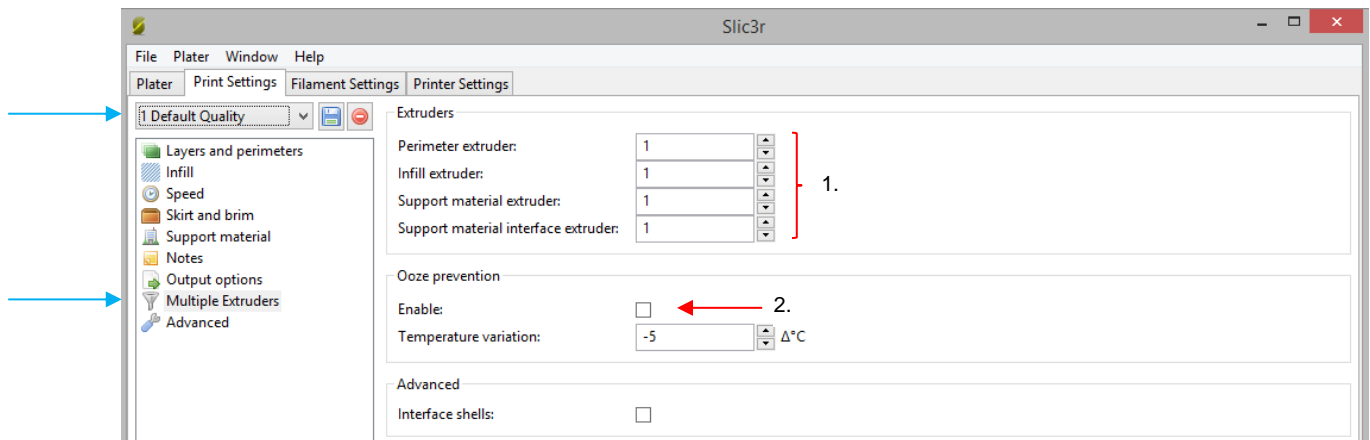 Slic3r
File Plater Window Help
Plater Print Settings Filament Settings Printer Settings
1 Default Quality
Layers and perimeters
Infill
Speed
Skirt and brim
Support material
Notes
Output options
Multiple Extruders
Advanced
Extruders
Perimeter extruder: 1
Infill extruder: 1
Support material extruder: 1
Support material interface extruder: 1
1.
Ooze prevention
Enable:
2.
Temperature variation: -5 Δ°C
Advanced
Interface shells: